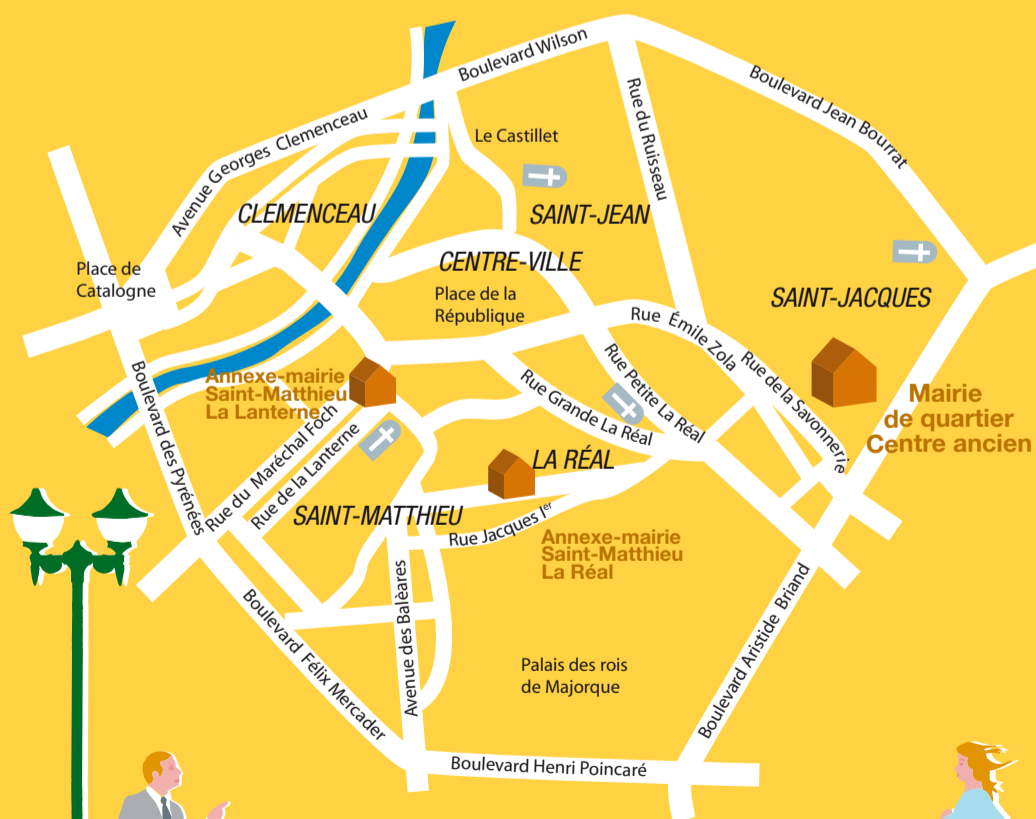 Boulevard Wilson
Boulevard Jean Bourrat
Avenue Georges Clemenceau
Rue du Ruisseau
Le Castillet
CLEMENCEAU
SAINT-JEAN
CENTRE-VILLE
Place de
Catalogne
Place de la
République
SAINT-JACQUES
Rue Émile Zola
Rue de la Savonnerie
Rue Petite La Réal
Rue Grande La Réal
Boulevard des Pyrénées
Annexe-mairie
Saint-Matthieu
La Lanterne
Mairie
de quartier
Centre ancien
Rue du Maréchal Foch
Rue de la Lanterne
LA RÉAL
SAINT-MATTHIEU
Rue Jacques Ier
Annexe-mairie
Saint-Matthieu
La Réal
Avenue des Balèares
Boulevard Félix Mercader
Palais des rois
de Majorque
Boulevard Aristide Briand
Boulevard Henri Poincaré